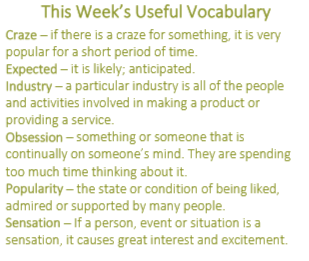 This Week's Useful Vocabulary
Craze – if there is a craze for something, it is very
popular for a short period of time.
Expected – it is likely; anticipated.
Industry – a particular industry is all of the people
and activities involved in making a product or
providing a service.
Obsession – something or someone that is
continually on someone's mind. They are spending
too much time thinking about it.
Popularity – the state or condition of being liked,
admired or supported by many people.
Sensation – If a person, event or situation is a
sensation, it causes great interest and excitement.